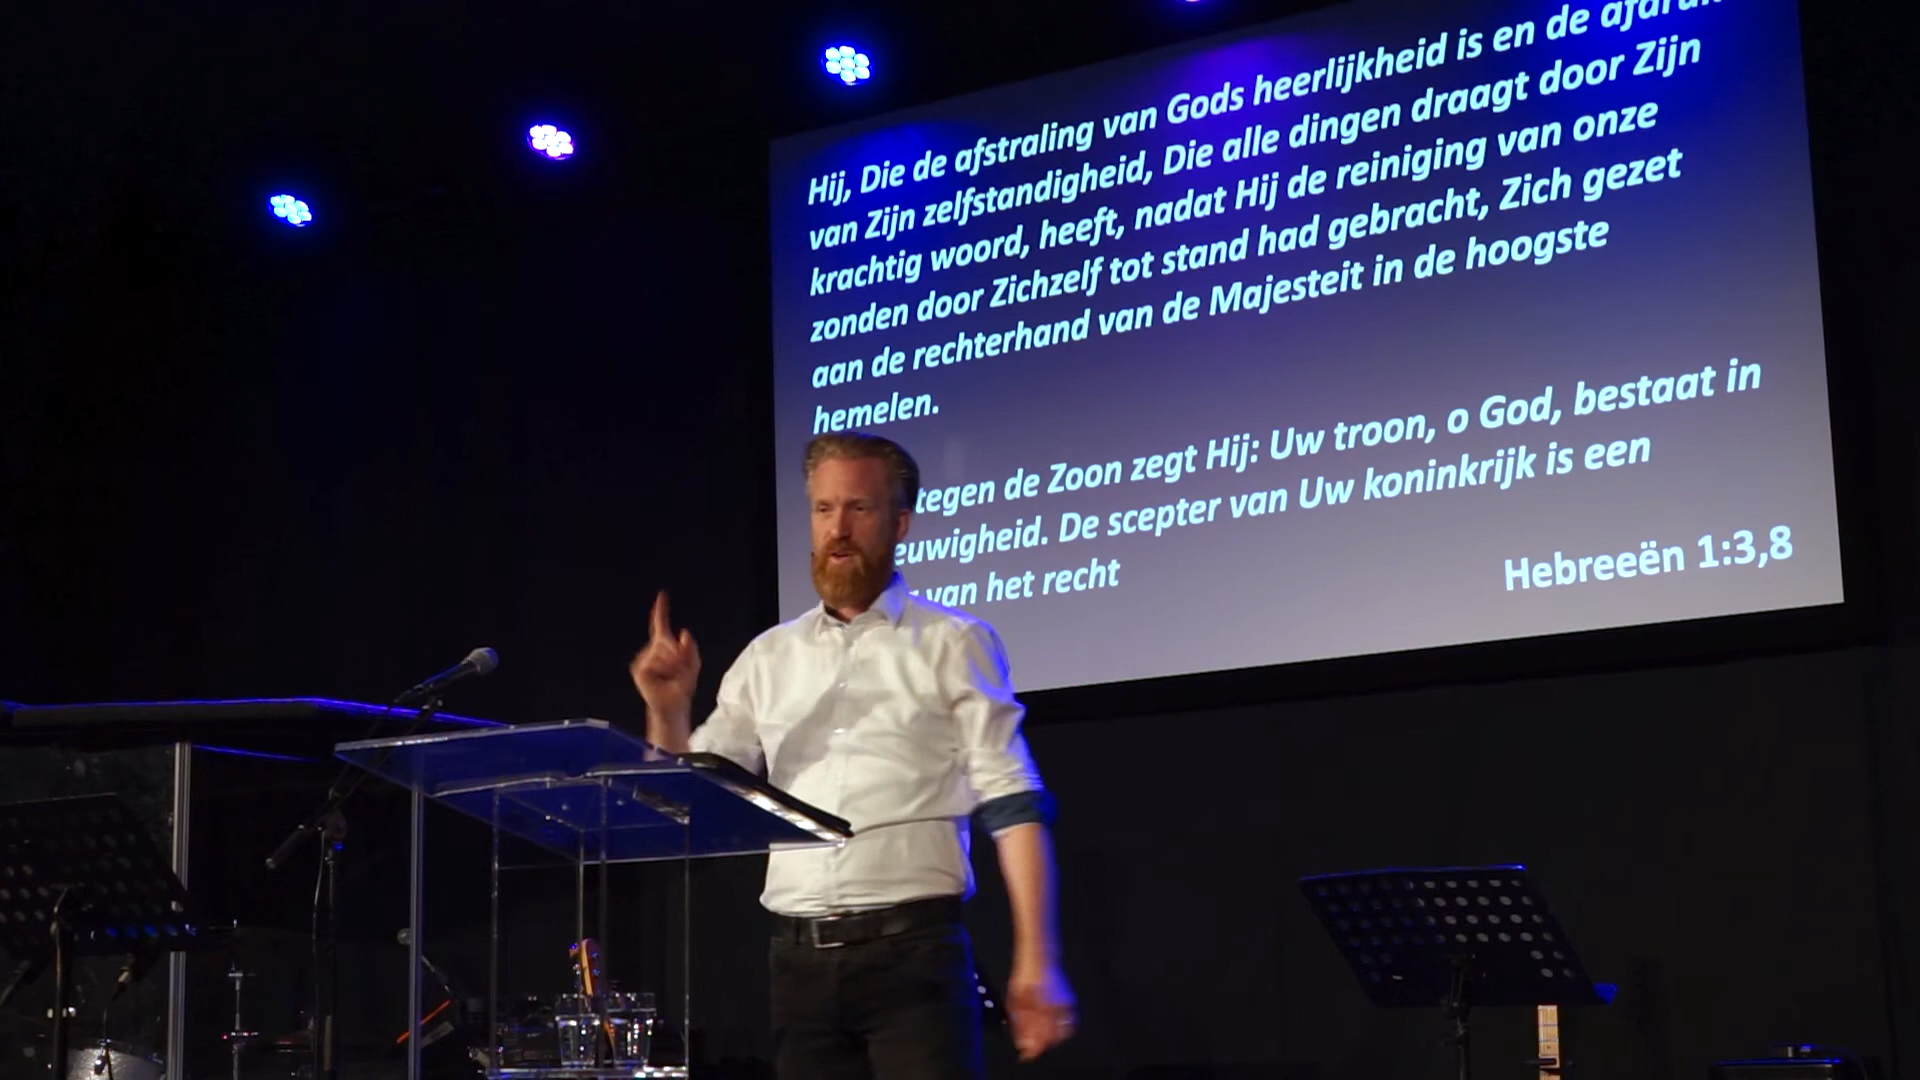 Hij, Die de afstraling van Gods heerlijkheid is en de
van Zijn zelfstandigheid, Die alle dingen draagt door Zijn
krachtig woord, heeft, nadat Hij de reiniging van onze
zonden door Zichzelf tot stand had gebracht, Zich gezet
aan de rechterhand van de Majesteit in de hoogste
hemelen.
tegen de Zoon zegt Hij: Uw troon, o God, bestaat in
euwigheid. De scepter van Uw koninkrijk is een
van het recht
Hebreeën 1:3,8